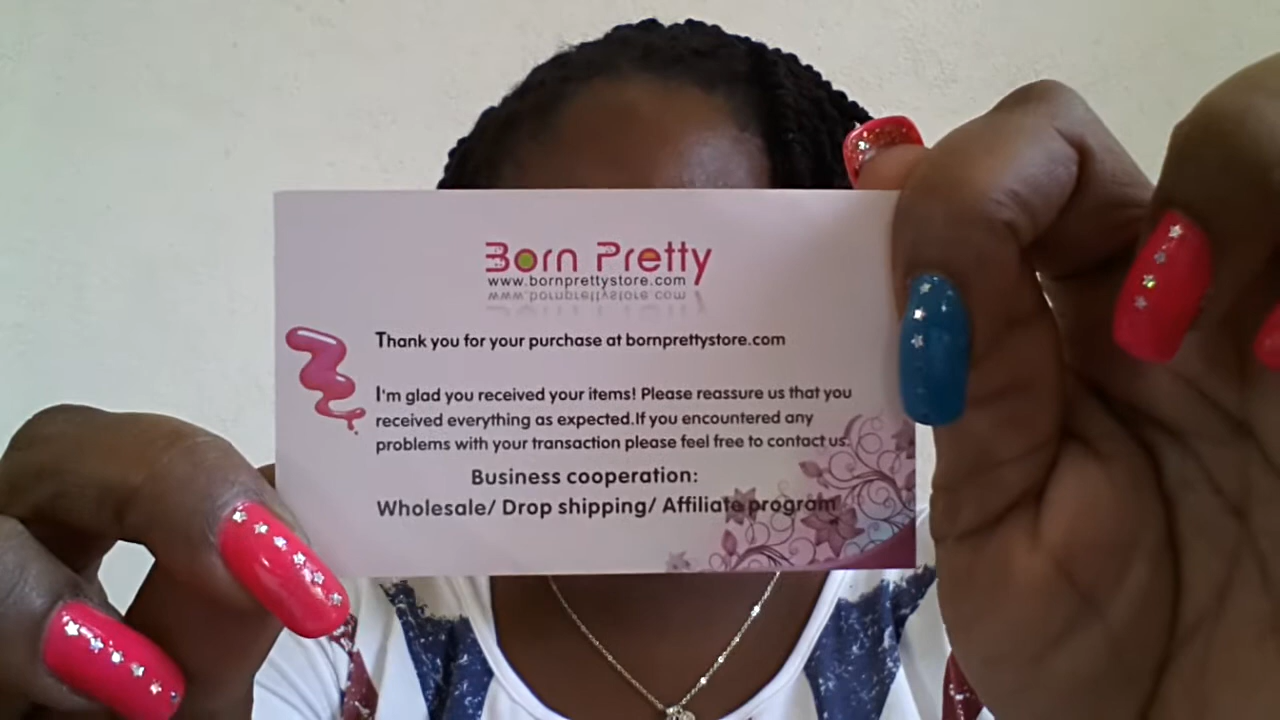 Born Pretty
www.bornprettystore.com
Thank you for your purchase at bornprettystore.com
I'm glad you received your items! Please reassure us that you
received everything as expected.If you encountered any
problems with your transaction please feel free to contact us.
Business cooperation:
Wholesale/ Drop shipping/ Affiliate program